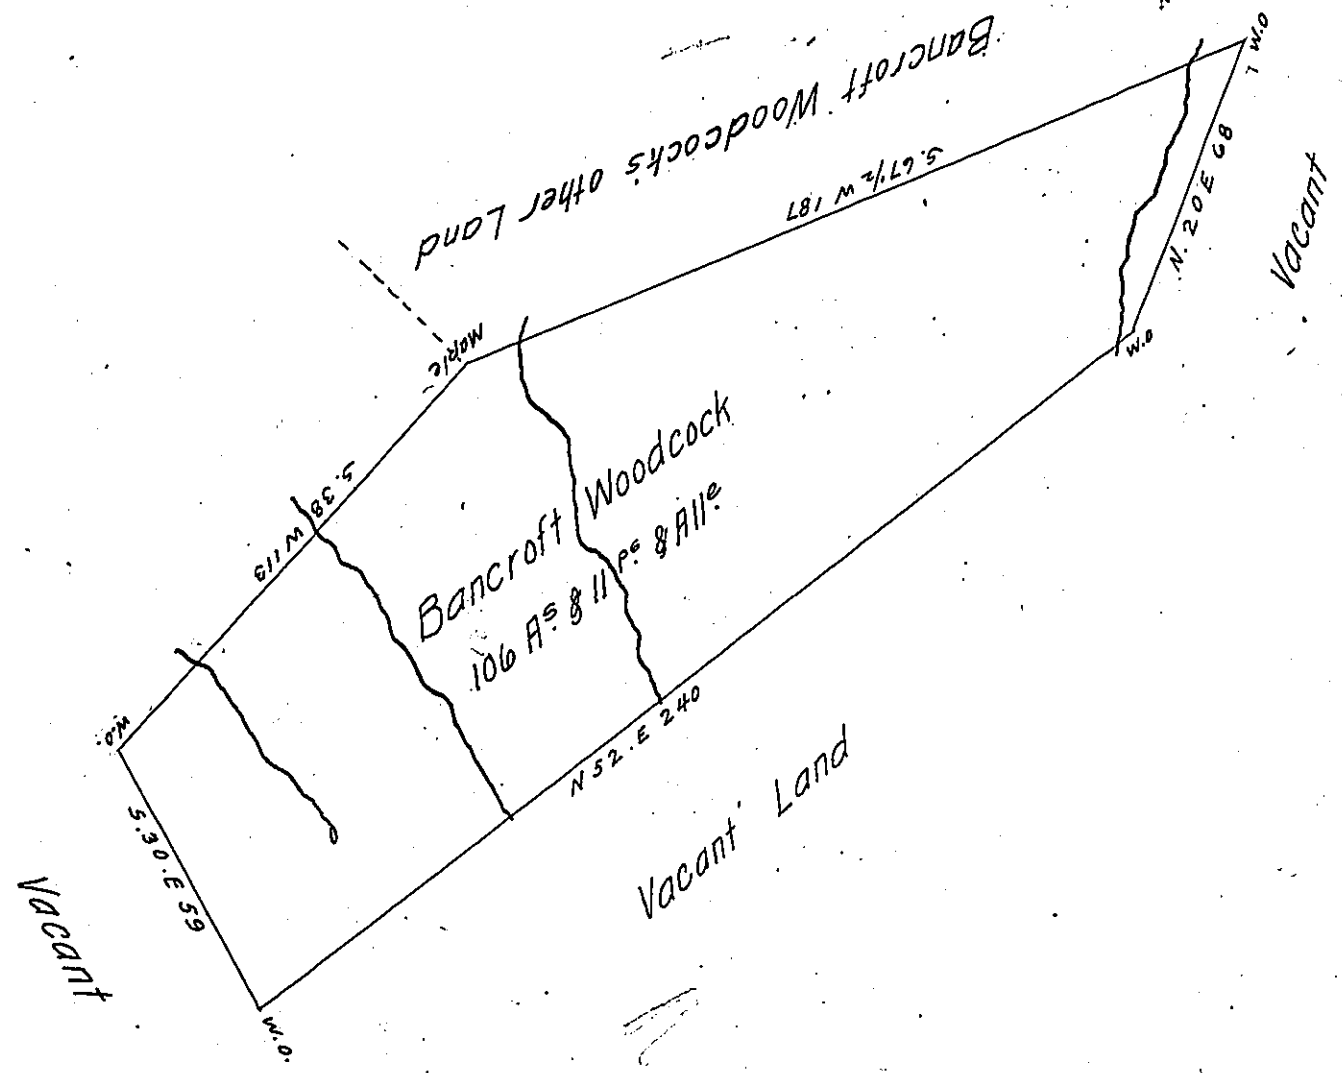 Bancroft Woodcock's other Land
W.O
S. 67½ W 187
N. 20 E 68
Vacant
W.O
Maple
S. 38 W 113
Bancroft Woodcock
106 As. & 11 Ps. & Alle.
W.O.
S. 30. E 59
N 52. E 240
Vacant Land
Vacant
W.O.